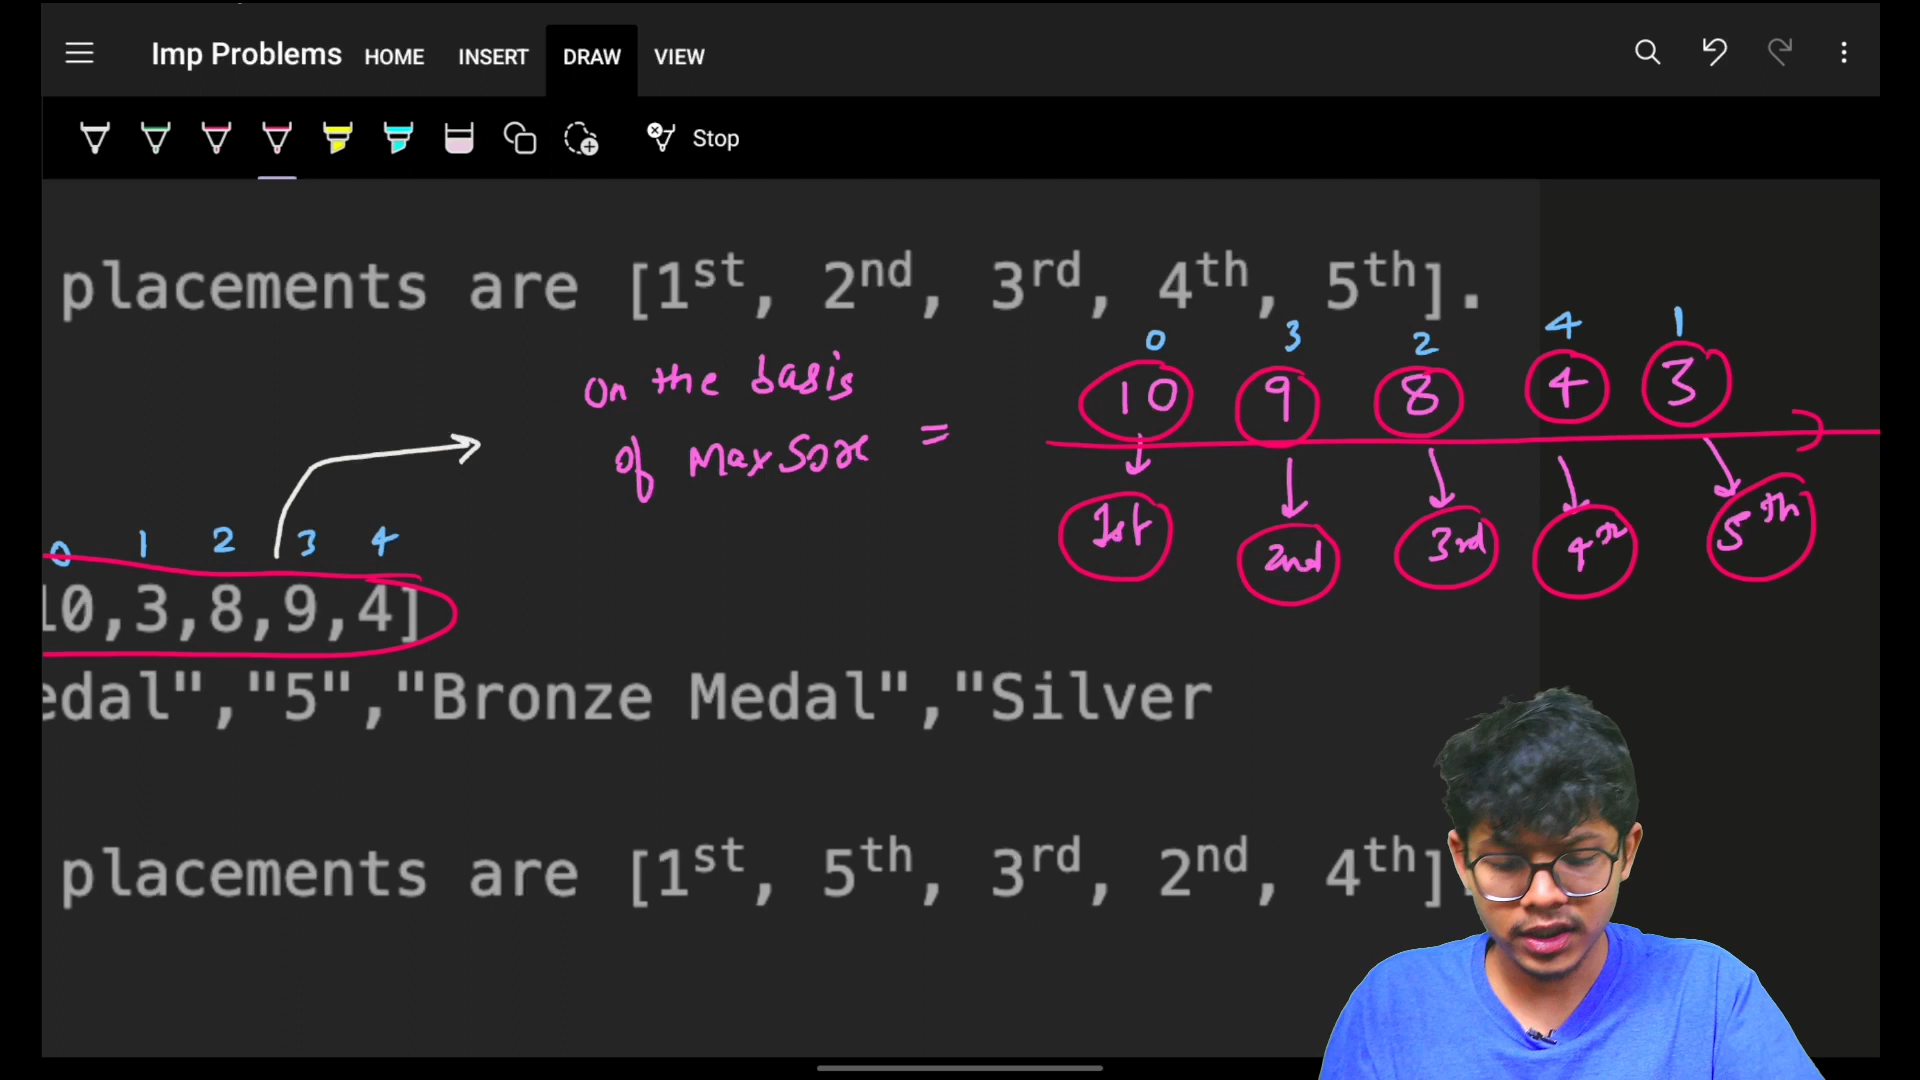 Imp Problems HOME INSERT DRAW VIEW
Stop
placements are [1st, 2nd, 3rd, 4th, 5th].
0 3 2 4 1
10 9 8 4 3
on the basis
of Max Sore =
1st 2nd 3rd 4th 5th
0 1 2 3 4
10,3,8,9,4]
edal","5","Bronze Medal","Silver
placements are [1st, 5th, 3rd, 2nd, 4th].